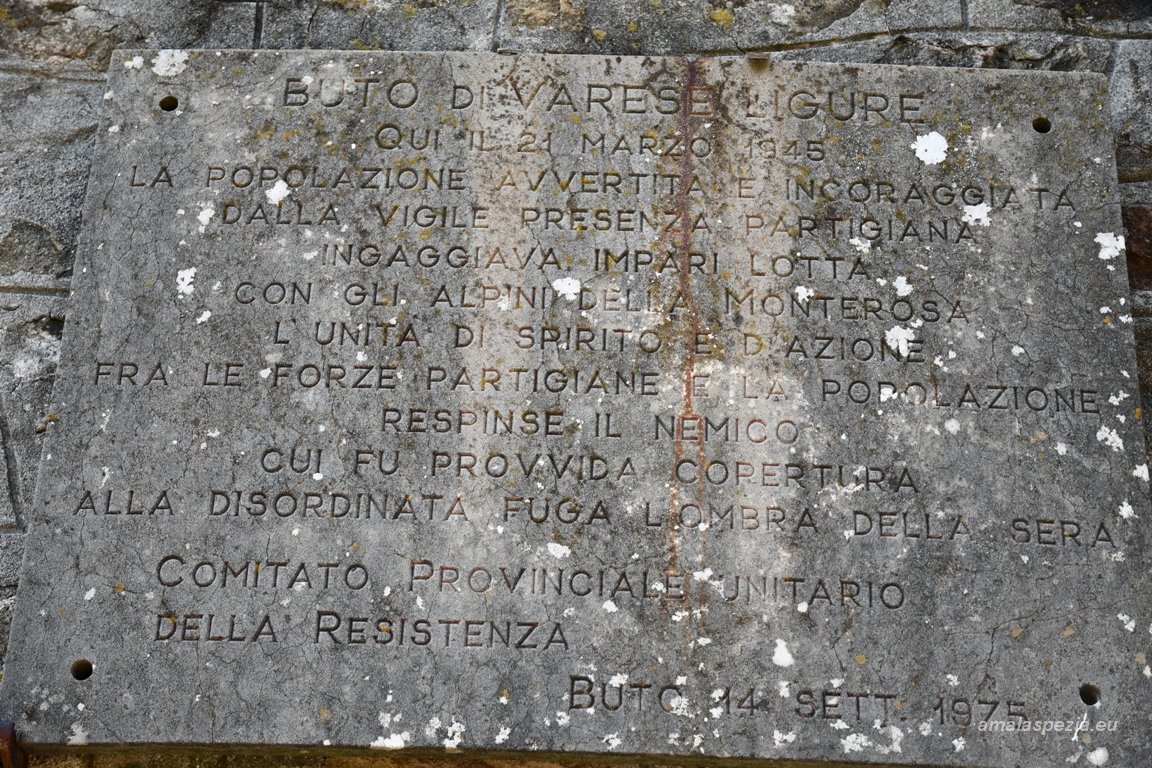 BUTO DI VARESE LIGURE
QUI IL 21 MARZO 1945
LA POPOLAZIONE AVVERTITA E INCORAGGIATA
DALLA VIGILE PRESENZA PARTIGIANA
INGAGGIAVA IMPARI LOTTA
CON GLI ALPINI DELLA MONTEROSA
L'UNITA DI SPIRITO E D'AZIONE
FRA LE FORZE PARTIGIANE E LA POPOLAZIONE
RESPINSE IL NEMICO
CUI FU PROVVIDA COPERTURA
ALLA DISORDINATA FUGA L'OMBRA DELLA SERA
COMITATO PROVINCIALE UNITARIO
DELLA RESISTENZA
BUTO 14 SETT. 1975
amalaspezia.eu